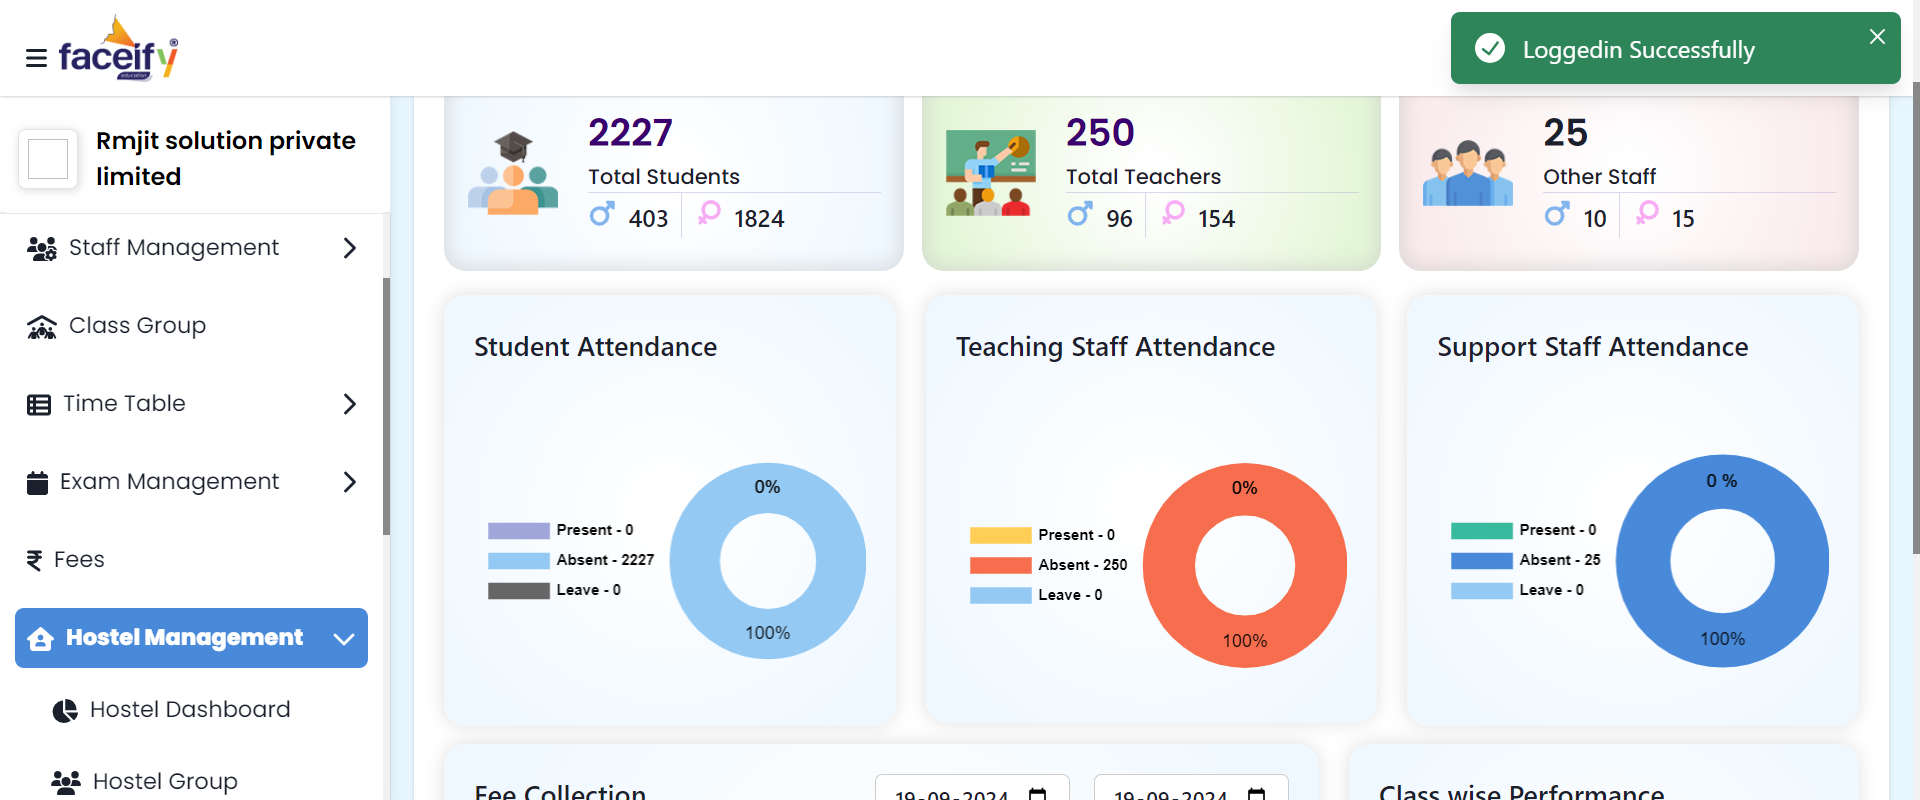 faceify
education
Loggedin Successfully
Rmjit solution private
limited
Staff Management
Class Group
Time Table
Exam Management
Fees
Hostel Management
Hostel Dashboard
Hostel Group
2227
Total Students
403 1824
250
Total Teachers
96 154
25
Other Staff
10 15
Student Attendance
Present - 0
Absent - 2227
Leave - 0
0%
100%
Teaching Staff Attendance
Present - 0
Absent - 250
Leave - 0
0%
100%
Support Staff Attendance
Present - 0
Absent - 25
Leave - 0
0 %
100%
Fee Collection
19-09-2024
19-09-2024
Class wise Performance